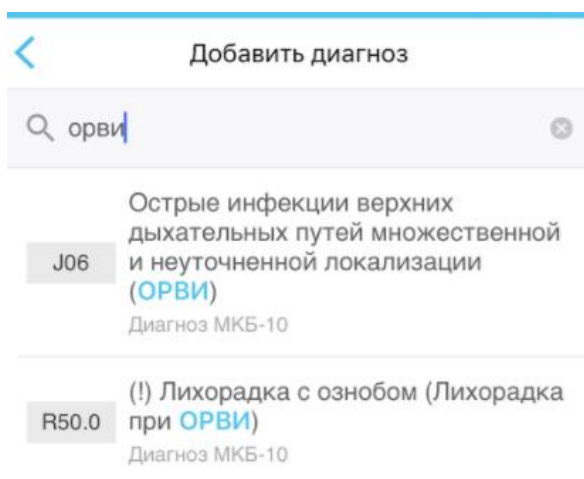 Добавить диагноз
орви
Острые инфекции верхних
дыхательных путей множественной
J06
и неуточненной локализации
(ОРВИ)
Диагноз МКБ-10
(!) Лихорадка с ознобом (Лихорадка
R50.0
при ОРВИ)
Диагноз МКБ-10